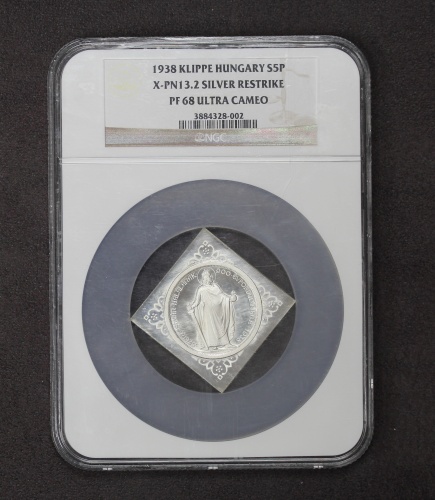 1938 KLIPPE HUNGARY S5P
X-PN13.2 SILVER RESTRIKE
PF 68 ULTRA CAMEO
3884328-002
NGC